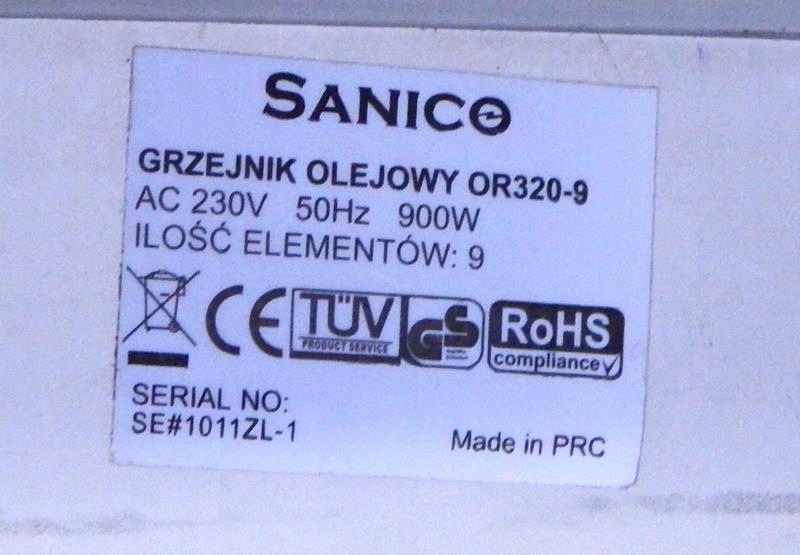 SANICO
GRZEJNIK OLEJOWY OR320-9
AC 230V 50Hz 900W
ILOŚĆ ELEMENTÓW: 9
CE TÜV GS RoHS
PRODUCT SERVICE compliance
SERIAL NO:
SE#1011ZL-1
Made in PRC